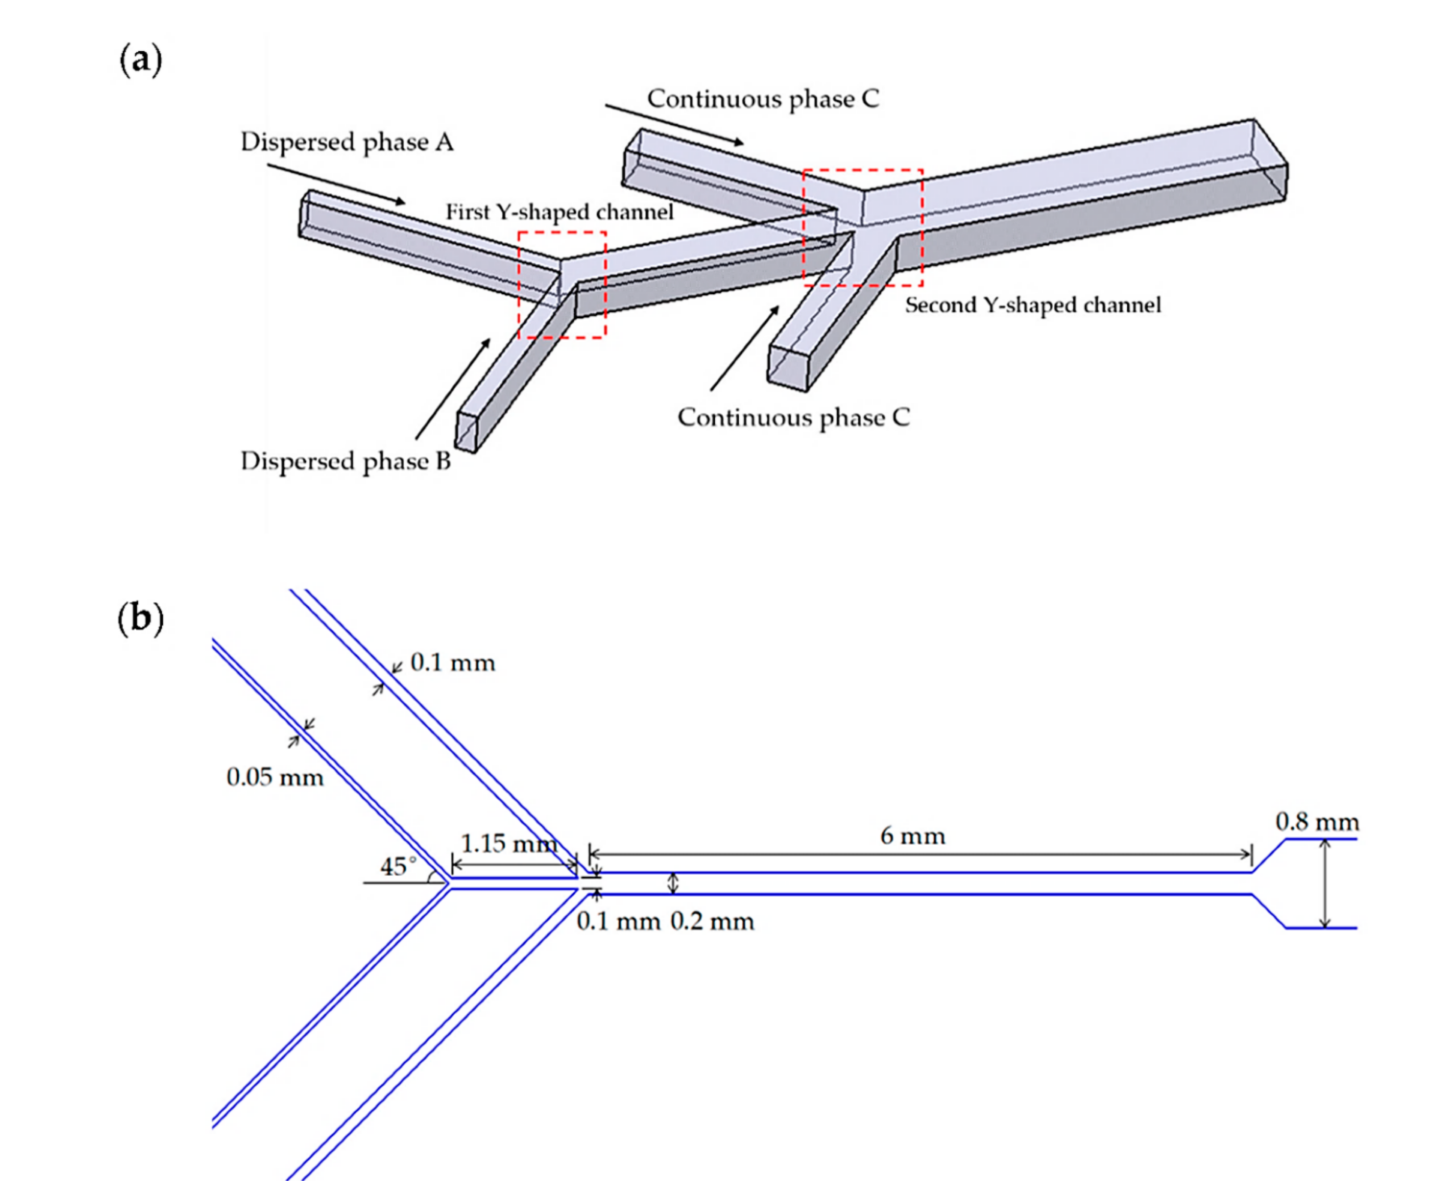 (a)
Continuous phase C
Dispersed phase A
First Y-shaped channel
Second Y-shaped channel
Continuous phase C
Dispersed phase B
(b)
0.1 mm
0.05 mm
1.15 mm
6 mm
0.8 mm
45°
0.1 mm 0.2 mm